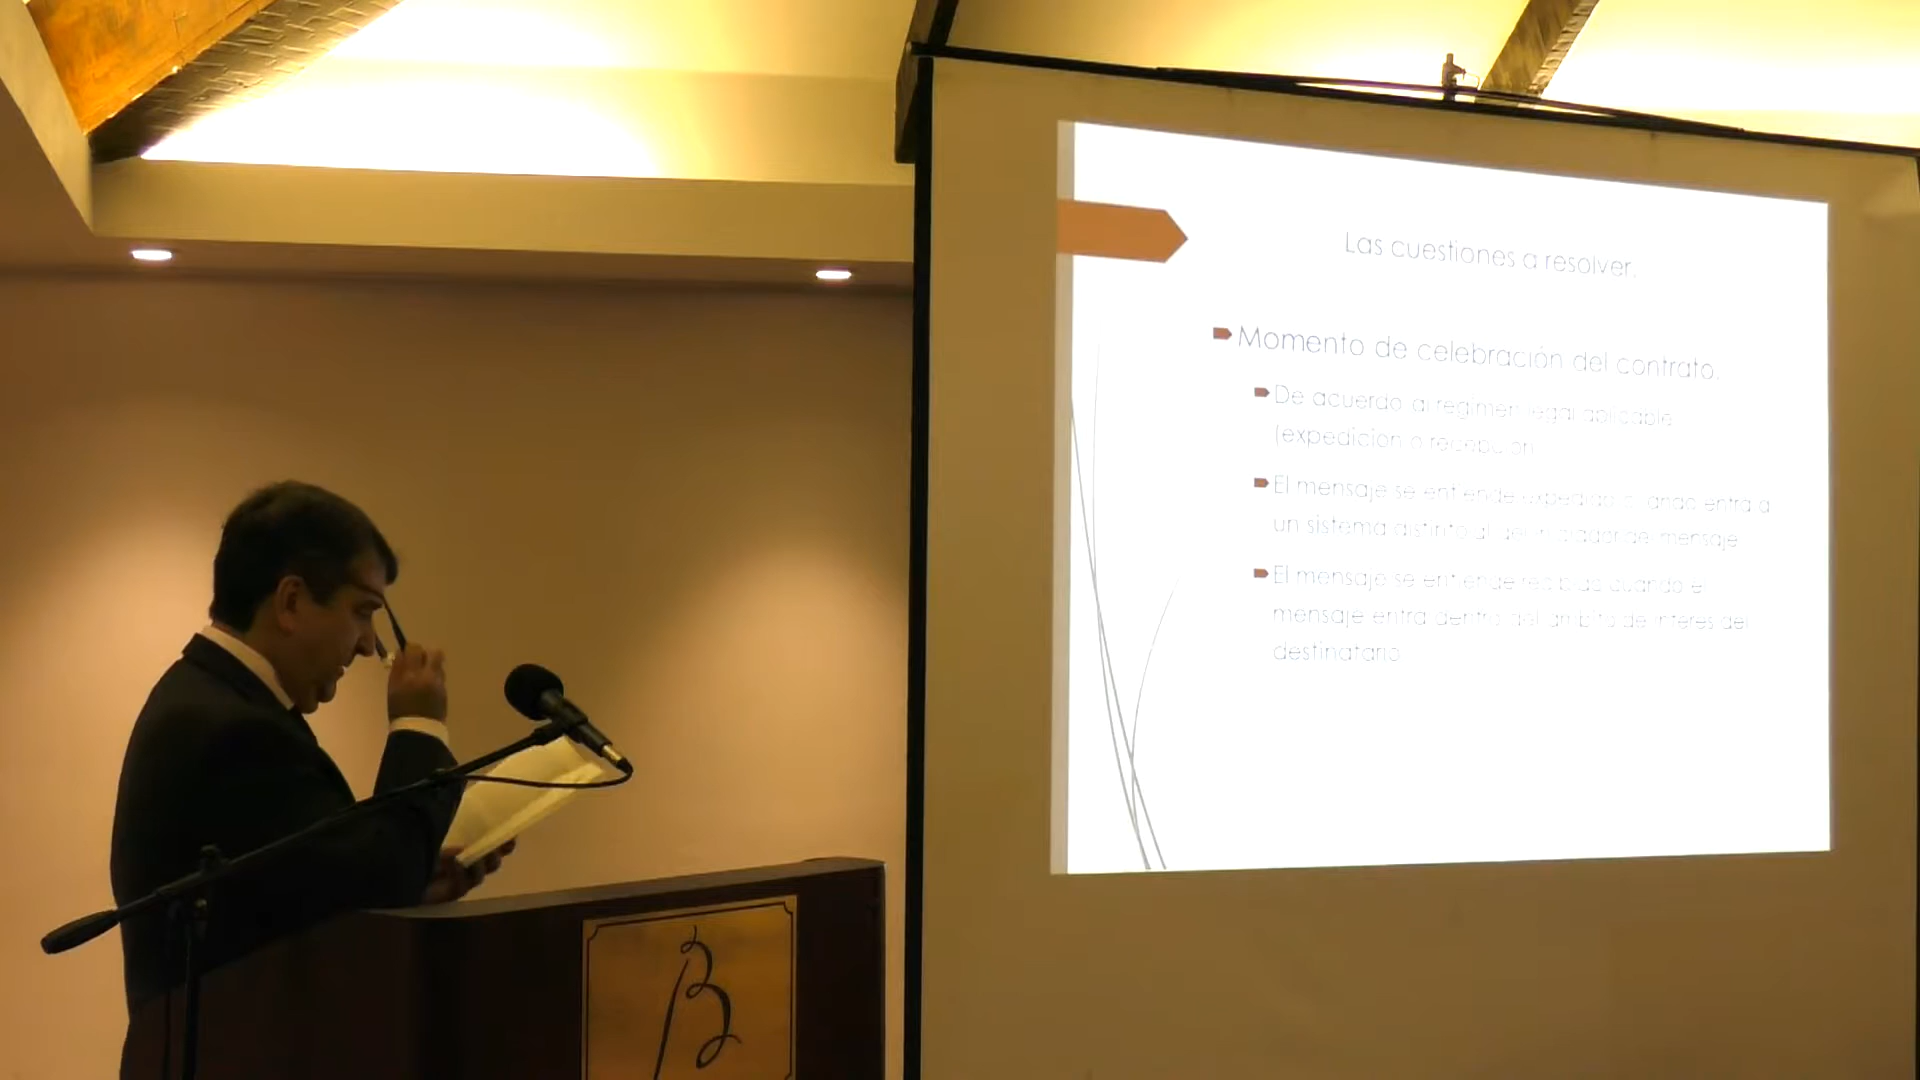 Las cuestiones a resolver.
Momento de celebración del contrato.
De acuerdo al regimen legal aplicable
(expedición o recepción
El mensaje se entiende expedido cuando entra a
un sistema distinto al del iniciador del mensaje
El mensaje se entiende recibido cuando el
mensaje entra dentro del ámbito de interes del
destinatario
B